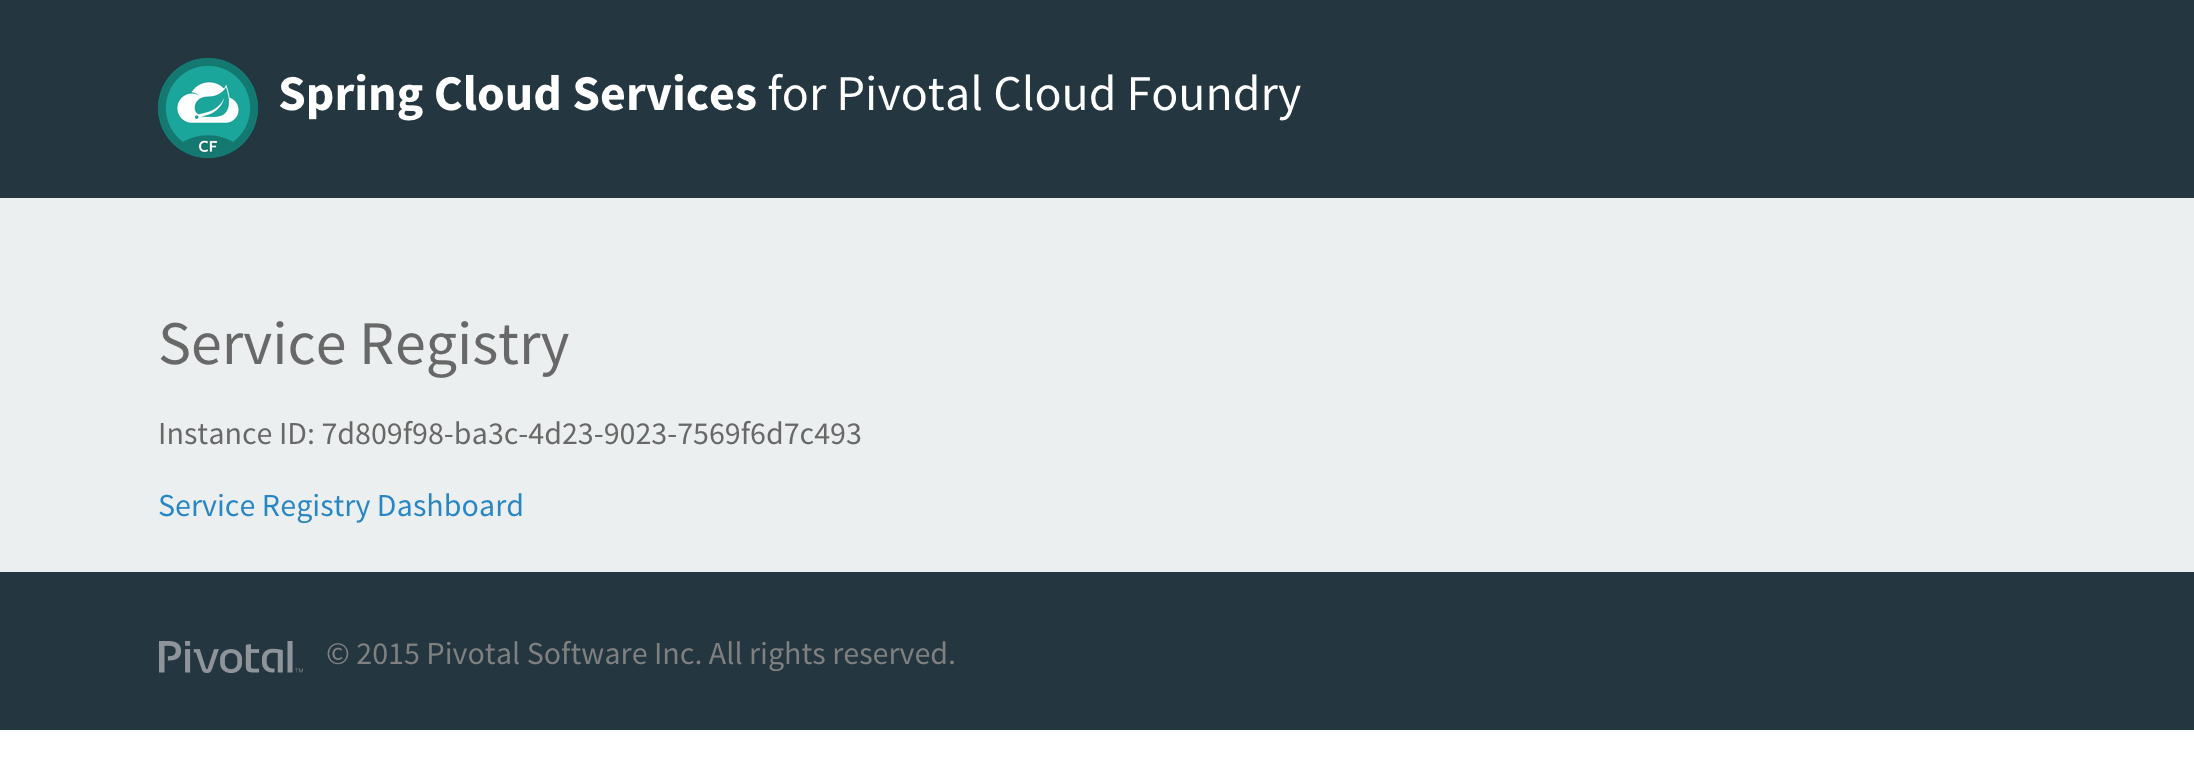 Spring Cloud Services for Pivotal Cloud Foundry
CF
Service Registry
Instance ID: 7d809f98-ba3c-4d23-9023-7569f6d7c493
Service Registry Dashboard
Pivotal™ © 2015 Pivotal Software Inc. All rights reserved.